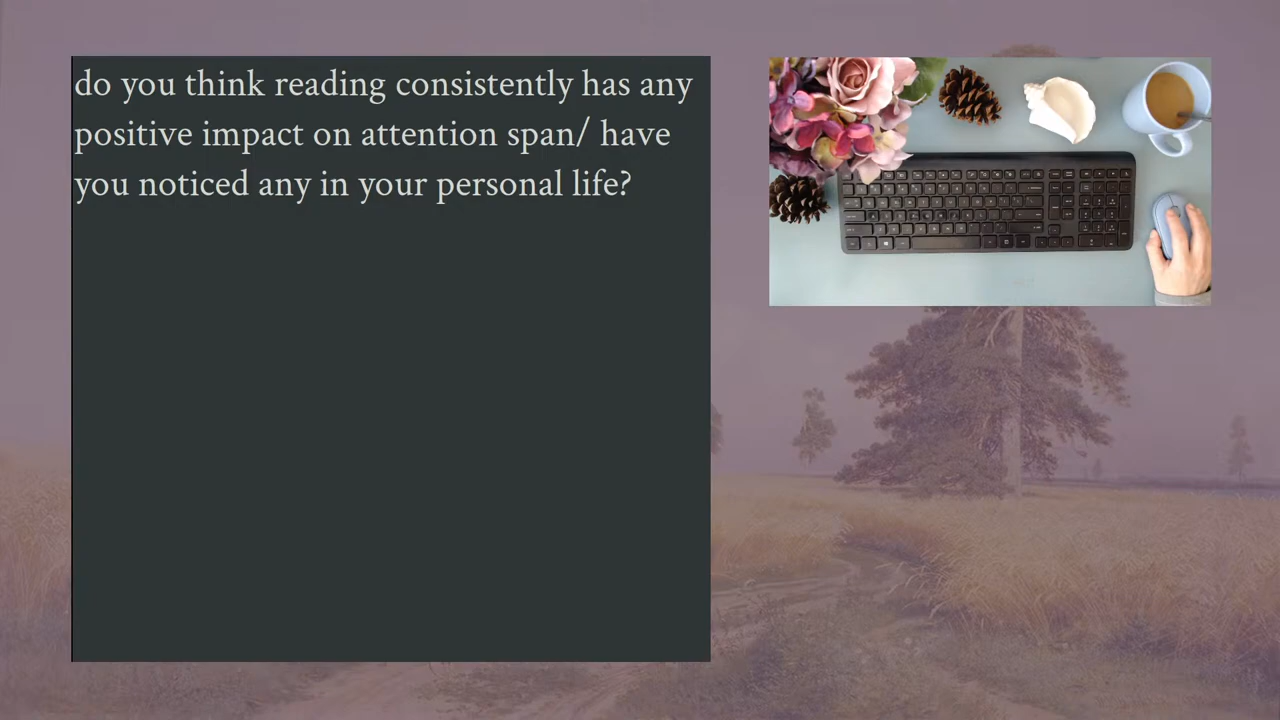 do you think reading consistently has any
positive impact on attention span/ have
you noticed any in your personal life?